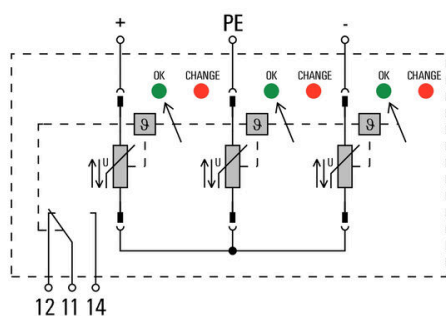 + PE -
OK CHANGE OK CHANGE OK CHANGE
ϑ ϑ ϑ
U U U
12 11 14